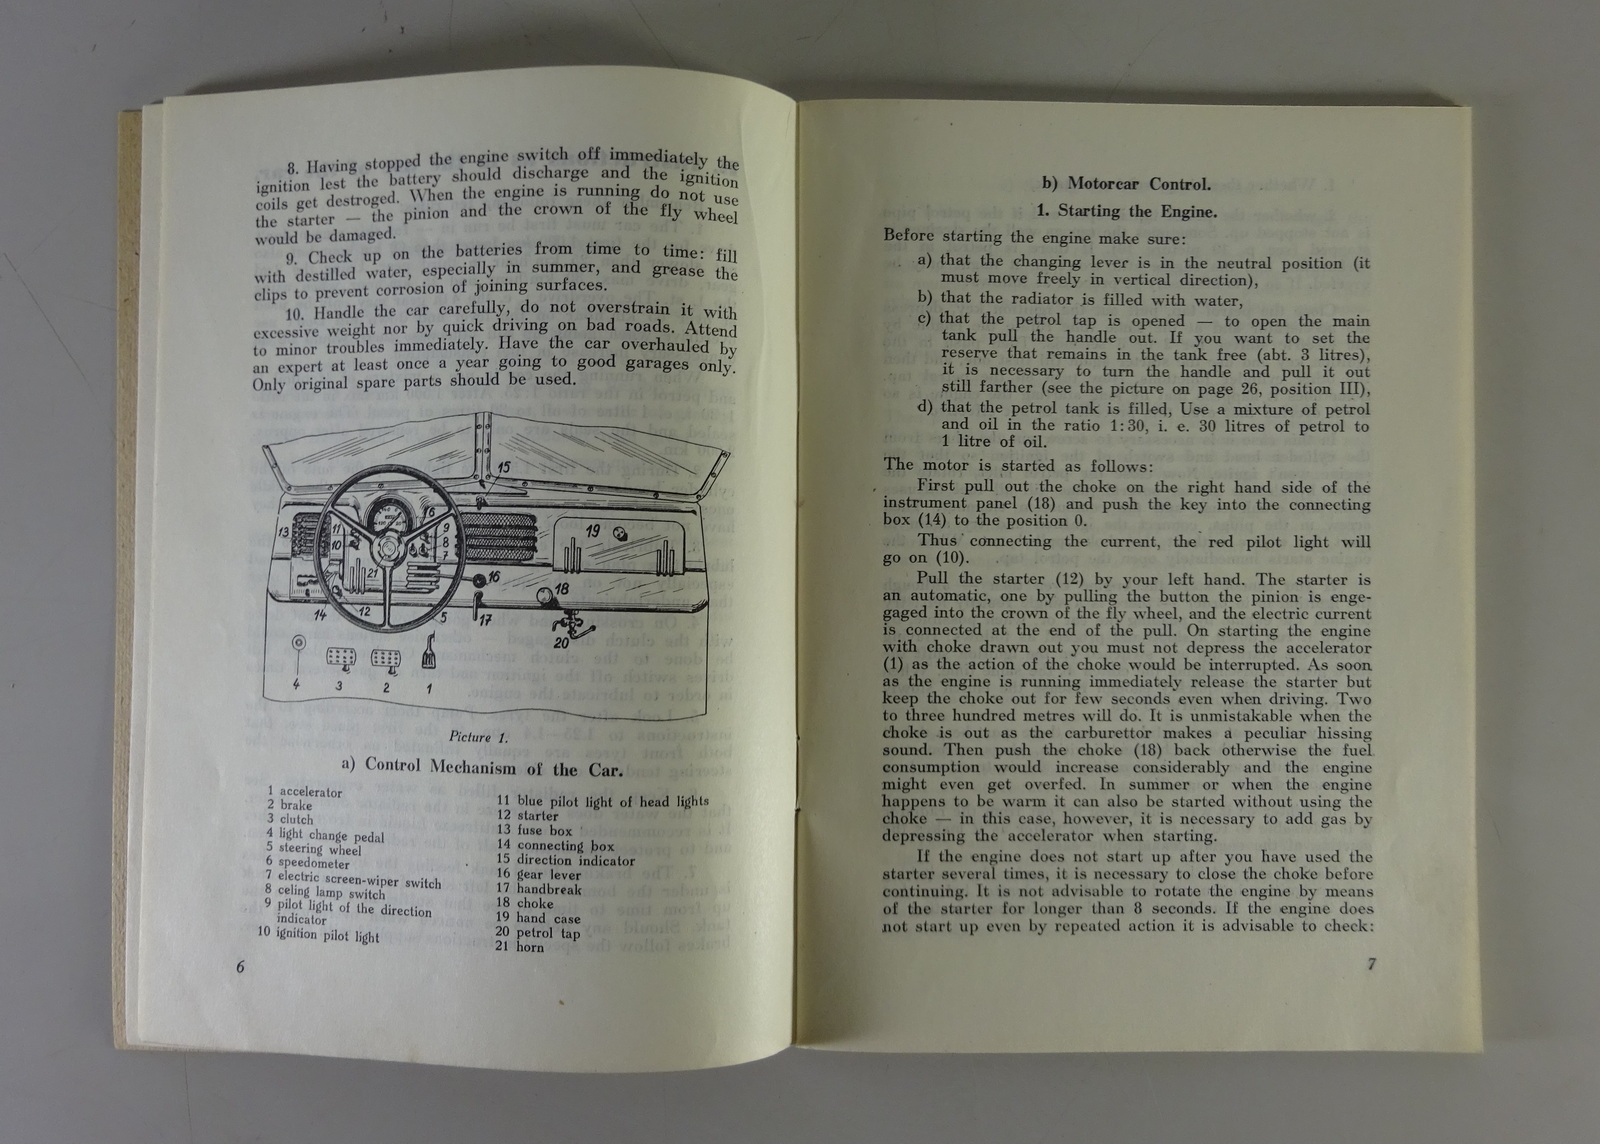 8. Having stopped the engine switch off immediately the
ignition lest the battery should discharge and the ignition
coils get destroged. When the engine is running do not use
the starter — the pinion and the crown of the fly wheel
would be damaged.
9. Check up on the batteries from time to time: fill
with destilled water, especially in summer, and grease the
clips to prevent corrosion of joining surfaces.
10. Handle the car carefully, do not overstrain it with
excessive weight nor by quick driving on bad roads. Attend
to minor troubles immediately. Have the car overhauled by
an expert at least once a year going to good garages only.
Only original spare parts should be used.
15
13
11
16
9
19
10
8
7
21
16
18
14
12
5
17
20
4
3
2
1
Picture 1.
a) Control Mechanism of the Car.
1 accelerator
2 brake
3 clutch
4 light change pedal
5 steering wheel
6 speedometer
7 electric screen-wiper switch
8 celing lamp switch
9 pilot light of the direction
indicator
10 ignition pilot light
11 blue pilot light of head lights
12 starter
13 fuse box
14 connecting box
15 direction indicator
16 gear lever
17 handbreak
18 choke
19 hand case
20 petrol tap
21 horn
6
b) Motorcar Control.
1. Starting the Engine.
Before starting the engine make sure:
a) that the changing lever is in the neutral position (it
must move freely in vertical direction),
b) that the radiator is filled with water,
c) that the petrol tap is opened — to open the main
tank pull the handle out. If you want to set the
reserve that remains in the tank free (abt. 3 litres),
it is necessary to turn the handle and pull it out
still farther (see the picture on page 26, position III),
d) that the petrol tank is filled, Use a mixture of petrol
and oil in the ratio 1:30, i. e. 30 litres of petrol to
1 litre of oil.
The motor is started as follows:
First pull out the choke on the right hand side of the
instrument panel (18) and push the key into the connecting
box (14) to the position 0.
Thus connecting the current, the red pilot light will
go on (10).
Pull the starter (12) by your left hand. The starter is
an automatic, one by pulling the button the pinion is enge-
gaged into the crown of the fly wheel, and the electric current
is connected at the end of the pull. On starting the engine
with choke drawn out you must not depress the accelerator
(1) as the action of the choke would be interrupted. As soon
as the engine is running immediately release the starter but
keep the choke out for few seconds even when driving. Two
to three hundred metres will do. It is unmistakable when the
choke is out as the carburettor makes a peculiar hissing
sound. Then push the choke (18) back otherwise the fuel
consumption would increase considerably and the engine
might even get overfed. In summer or when the engine
happens to be warm it can also be started without using the
choke — in this case, however, it is necessary to add gas by
depressing the accelerator when starting.
If the engine does not start up after you have used the
starter several times, it is necessary to close the choke before
continuing. It is not advisable to rotate the engine by means
of the starter for longer than 8 seconds. If the engine does
not start up even by repeated action it is advisable to check:
7